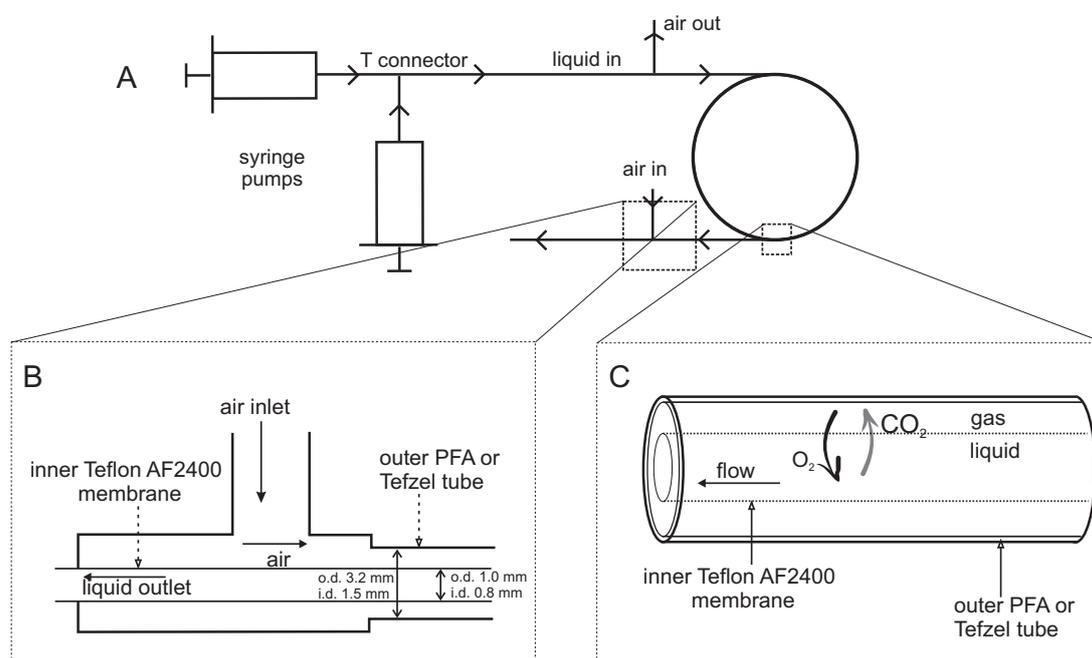 A
air out
T connector
liquid in
syringe
pumps
air in
B
air inlet
inner Teflon AF2400
membrane
outer PFA or
Tefzel tube
air
liquid outlet
o.d. 3.2 mm
i.d. 1.5 mm
o.d. 1.0 mm
i.d. 0.8 mm
C
CO2
gas
O2
liquid
flow
inner Teflon AF2400
membrane
outer PFA or
Tefzel tube